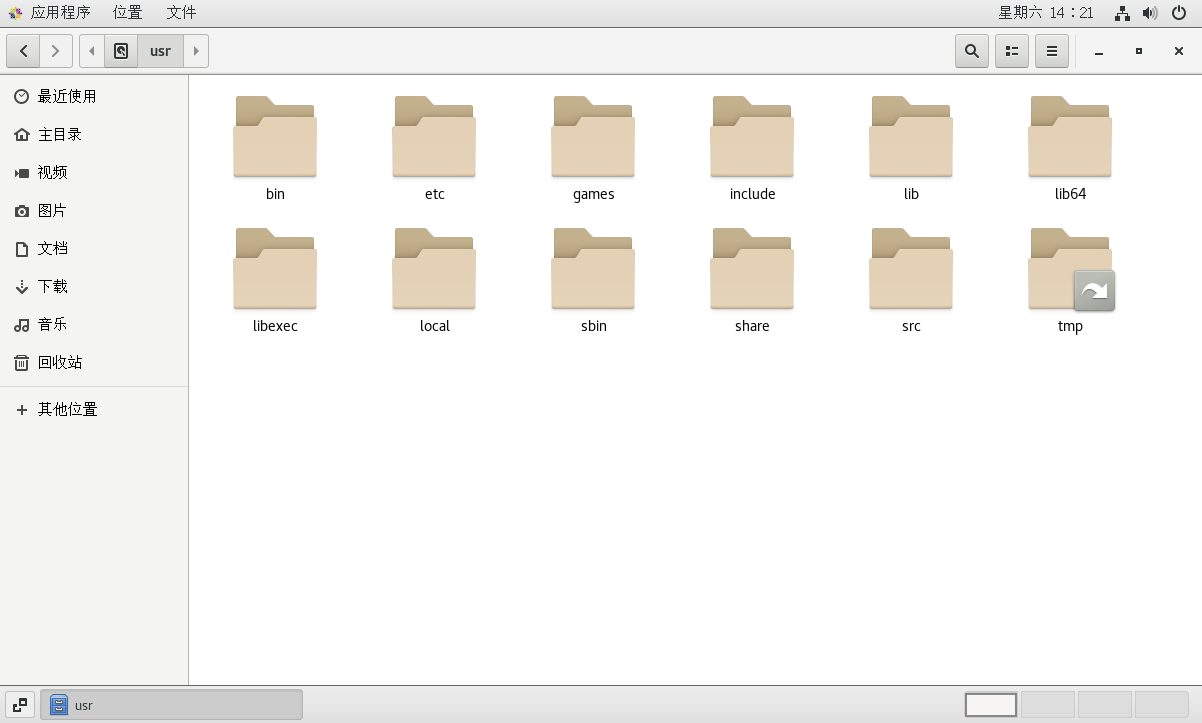 应用程序 位置 文件 星期六 14：21
usr
最近使用
主目录
视频
图片
文档
下载
音乐
回收站
其他位置
bin etc games include lib lib64
libexec local sbin share src tmp
usr